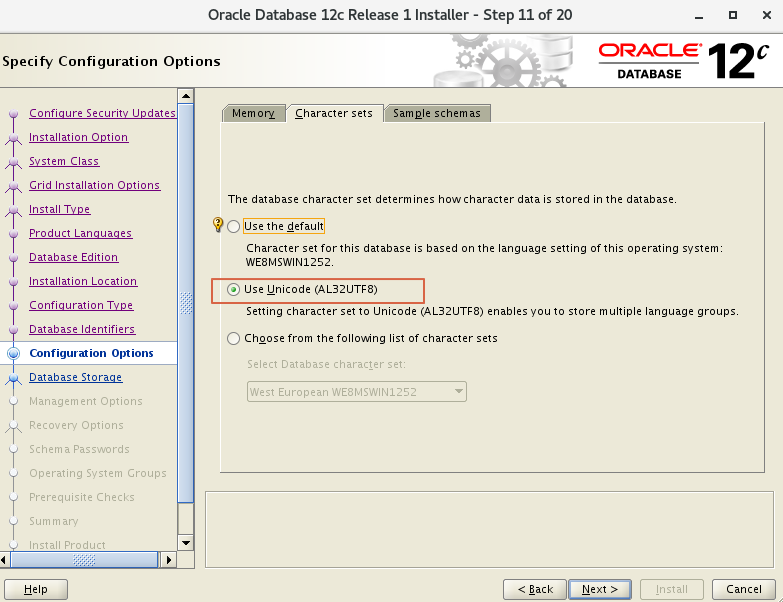 Oracle Database 12c Release 1 Installer - Step 11 of 20
Specify Configuration Options
ORACLE
DATABASE
12c
Configure Security Updates
Installation Option
System Class
Grid Installation Options
Install Type
Product Languages
Database Edition
Installation Location
Configuration Type
Database Identifiers
Configuration Options
Database Storage
Management Options
Recovery Options
Schema Passwords
Operating System Groups
Prerequisite Checks
Summary
Install Product
Memory
Character sets
Sample schemas
The database character set determines how character data is stored in the database.
Use the default
Character set for this database is based on the language setting of this operating system:
WE8MSWIN1252.
Use Unicode (AL32UTF8)
Setting character set to Unicode (AL32UTF8) enables you to store multiple language groups.
Choose from the following list of character sets
Select Database character set:
West European WE8MSWIN1252
Help
< Back
Next >
Install
Cancel